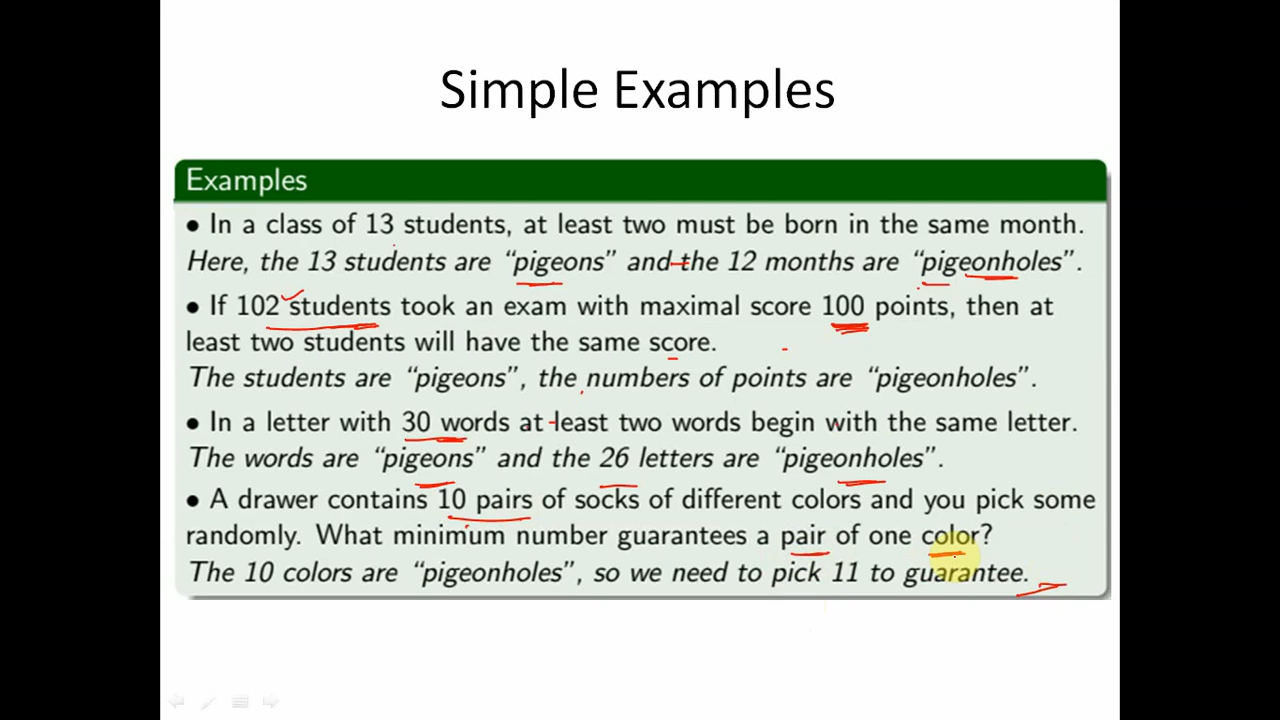 Simple Examples
Examples
• In a class of 13 students, at least two must be born in the same month.
Here, the 13 students are “pigeons” and the 12 months are “pigeonholes”.
• If 102 students took an exam with maximal score 100 points, then at
least two students will have the same score.
The students are “pigeons”, the numbers of points are “pigeonholes”.
• In a letter with 30 words at least two words begin with the same letter.
The words are “pigeons” and the 26 letters are “pigeonholes”.
• A drawer contains 10 pairs of socks of different colors and you pick some
randomly. What minimum number guarantees a pair of one color?
The 10 colors are “pigeonholes”, so we need to pick 11 to guarantee.